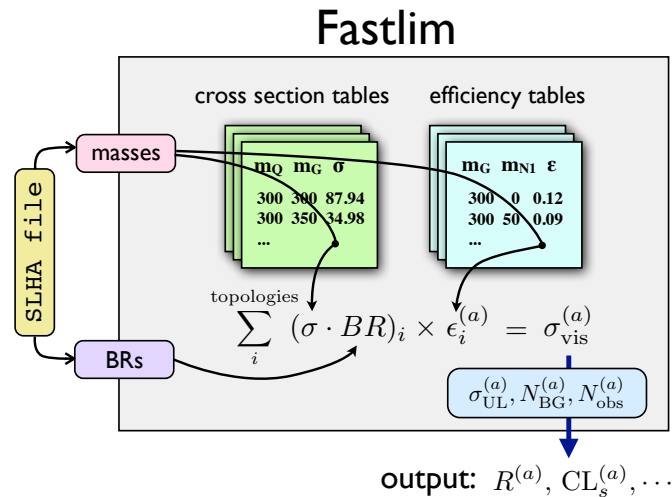 Fastlim
cross section tables
efficiency tables
masses
m_Q m_G σ
300 300 87.94
300 350 34.98
...
m_G m_N1 ε
300 0 0.12
300 50 0.09
...
SLHA file
topologies
∑_i (σ · BR)_i × ϵ_i^{(a)} = σ_vis^{(a)}
BRs
σ_UL^{(a)}, N_BG^{(a)}, N_obs^{(a)}
output: R^{(a)}, CL_s^{(a)}, ···